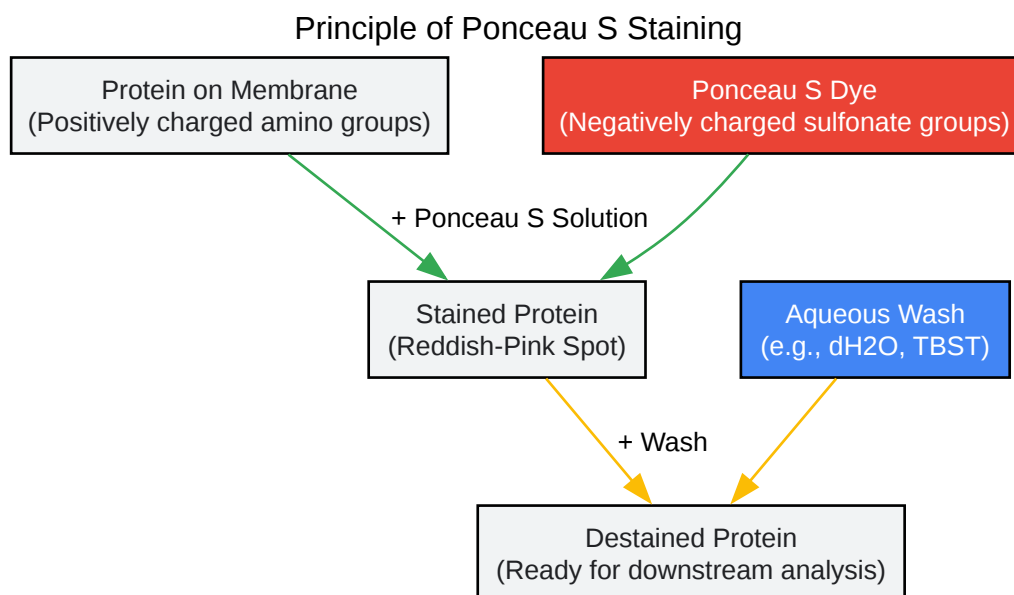 Principle of Ponceau S Staining
Protein on Membrane
(Positively charged amino groups)
Ponceau S Dye
(Negatively charged sulfonate groups)
+ Ponceau S Solution
Stained Protein
(Reddish-Pink Spot)
Aqueous Wash
(e.g., dH2O, TBST)
+ Wash
Destained Protein
(Ready for downstream analysis)